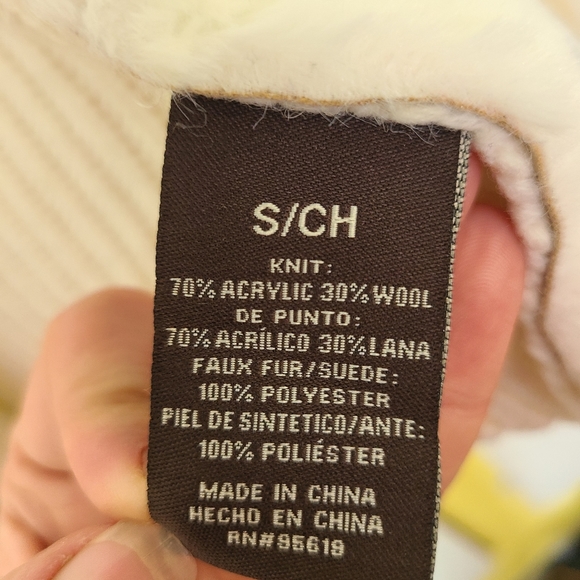 S/CH
KNIT:
70% ACRYLIC 30% WOOL
DE PUNTO:
70% ACRÍLICO 30% LANA
FAUX FUR/SUEDE:
100% POLYESTER
PIEL DE SINTETICO/ANTE:
100% POLIÉSTER
MADE IN CHINA
HECHO EN CHINA
RN#95619